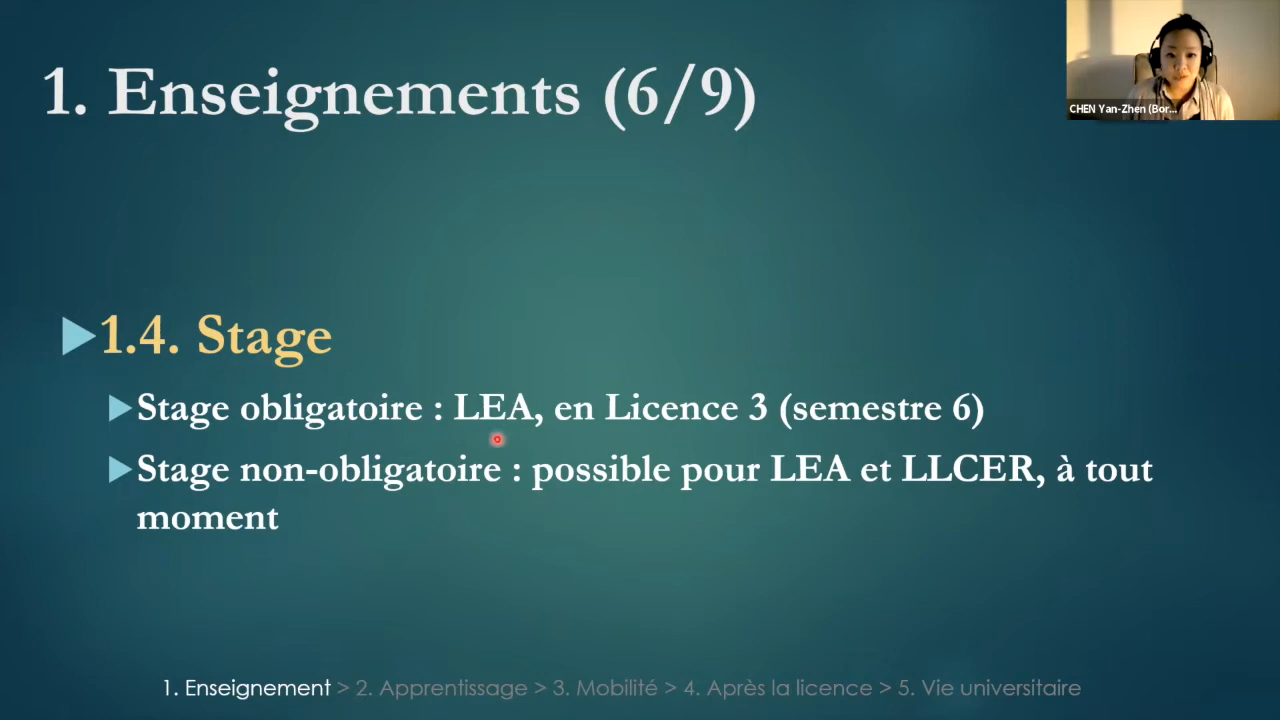 1. Enseignements (6/9)
CHEN Yan-Zhen (Bor...
1.4. Stage
Stage obligatoire : LEA, en Licence 3 (semestre 6)
Stage non-obligatoire : possible pour LEA et LLCER, à tout
moment
1. Enseignement > 2. Apprentissage > 3. Mobilité > 4. Après la licence > 5. Vie universitaire